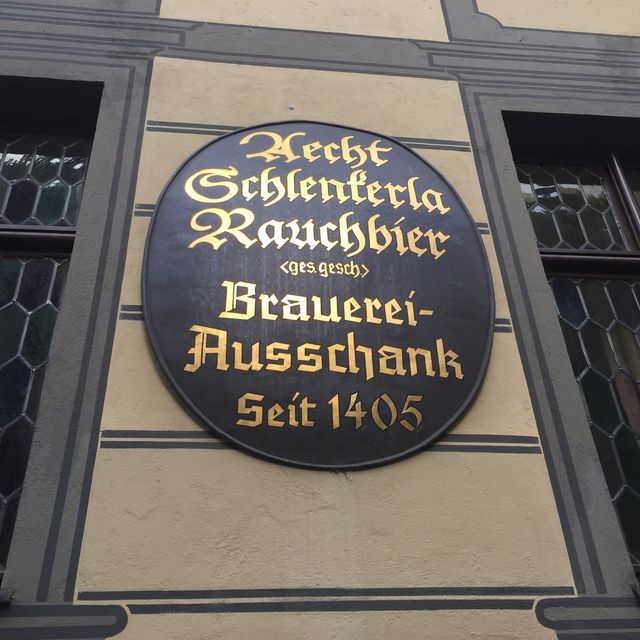 Aecht
Schlenkerla
Rauchbier
<ges.gesch>
Brauerei-
Ausschank
Seit 1405